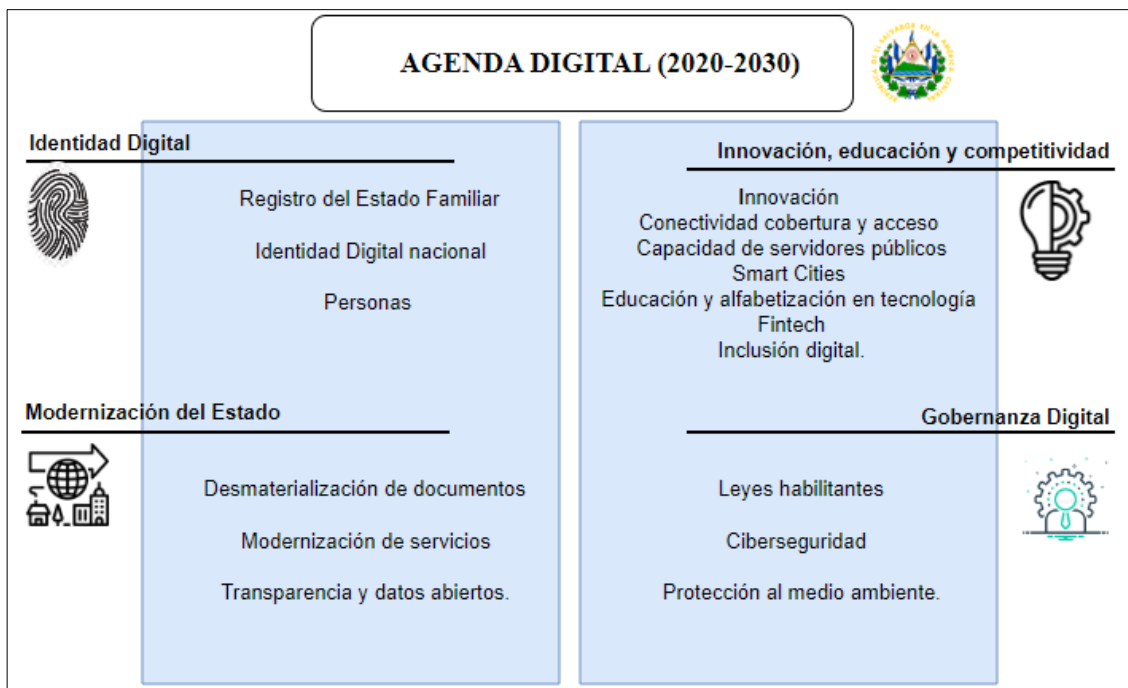 AGENDA DIGITAL (2020-2030)
Identidad Digital
Registro del Estado Familiar
Identidad Digital nacional
Personas
Innovación, educación y competitividad
Innovación
Conectividad cobertura y acceso
Capacidad de servidores públicos
Smart Cities
Educación y alfabetización en tecnología
Fintech
Inclusión digital.
Modernización del Estado
Desmaterialización de documentos
Modernización de servicios
Transparencia y datos abiertos.
Gobernanza Digital
Leyes habilitantes
Ciberseguridad
Protección al medio ambiente.